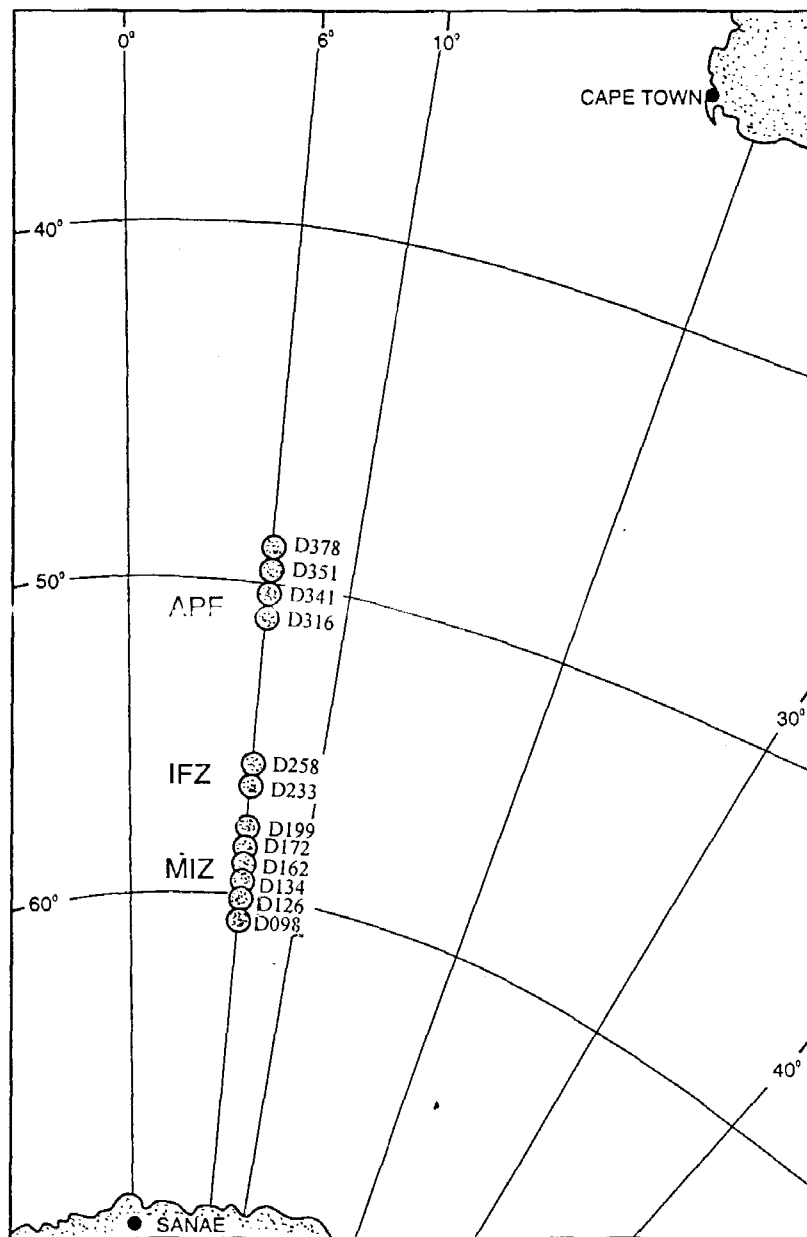 0°
6°
10°
CAPE TOWN
40°
D378
50°
D351
D341
APF
D316
30°
IFZ
D258
D233
D199
D172
MIZ
D162
D134
60°
D126
D098
40°
SANAE